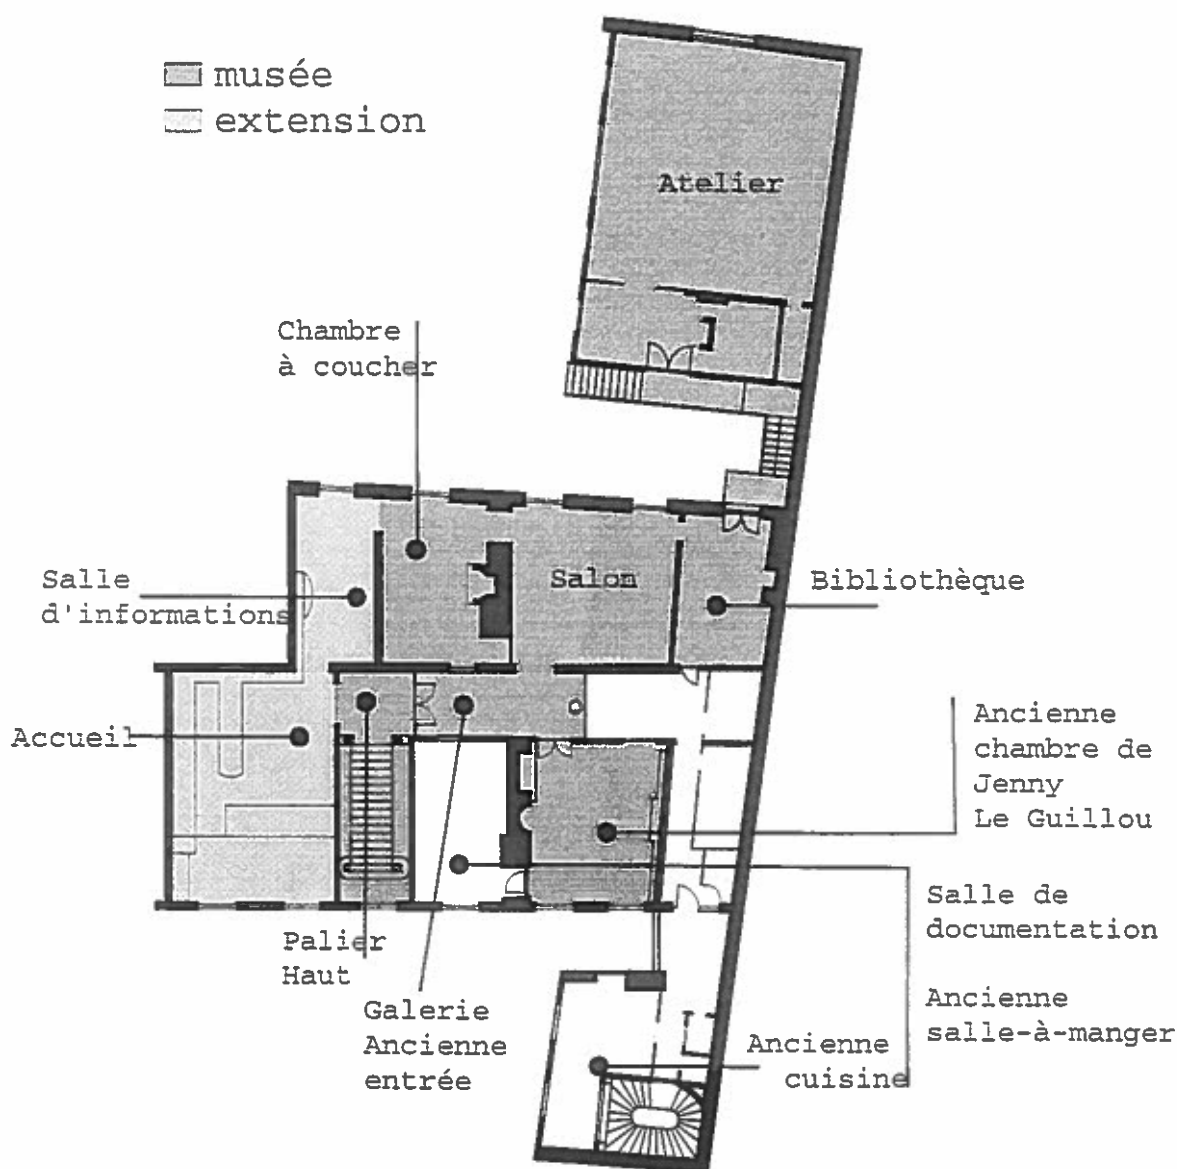 musée
extension
Atelier
Chambre
à coucher
Salon
Bibliothèque
Salle
d'informations
Accueil
Ancienne
chambre de
Jenny
Le Guillou
Salle de
documentation
Ancienne
salle-à-manger
Palier
Haut
Galerie
Ancienne
entrée
Ancienne
cuisine